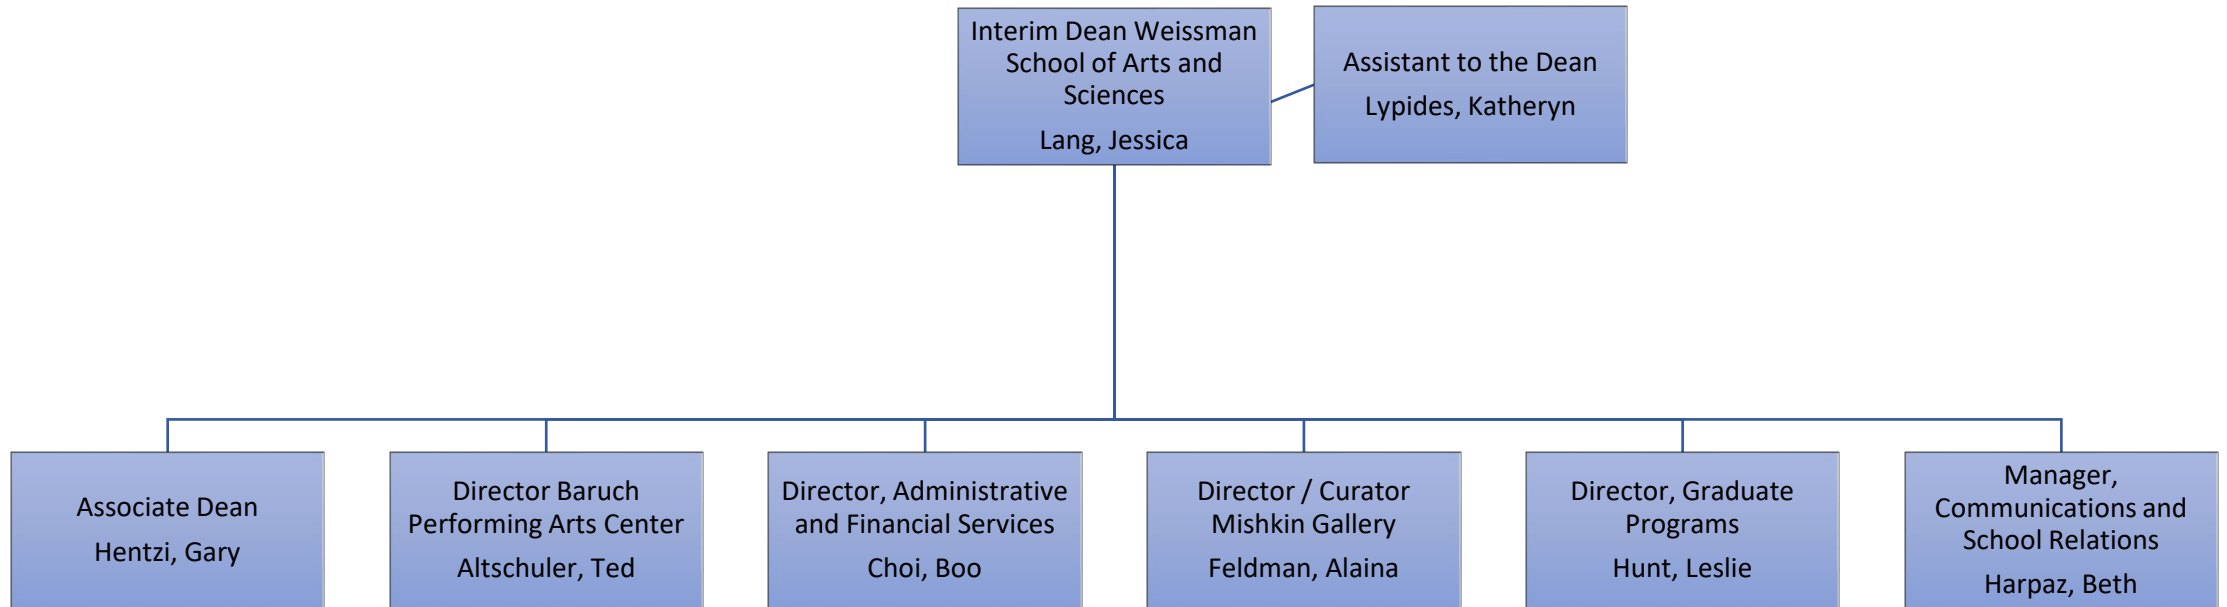 Interim Dean Weissman
School of Arts and
Sciences
Lang, Jessica
Assistant to the Dean
Lypides, Katheryn
Associate Dean
Hentzi, Gary
Director Baruch
Performing Arts Center
Altschuler, Ted
Director, Administrative
and Financial Services
Choi, Boo
Director / Curator
Mishkin Gallery
Feldman, Alaina
Director, Graduate
Programs
Hunt, Leslie
Manager,
Communications and
School Relations
Harpaz, Beth